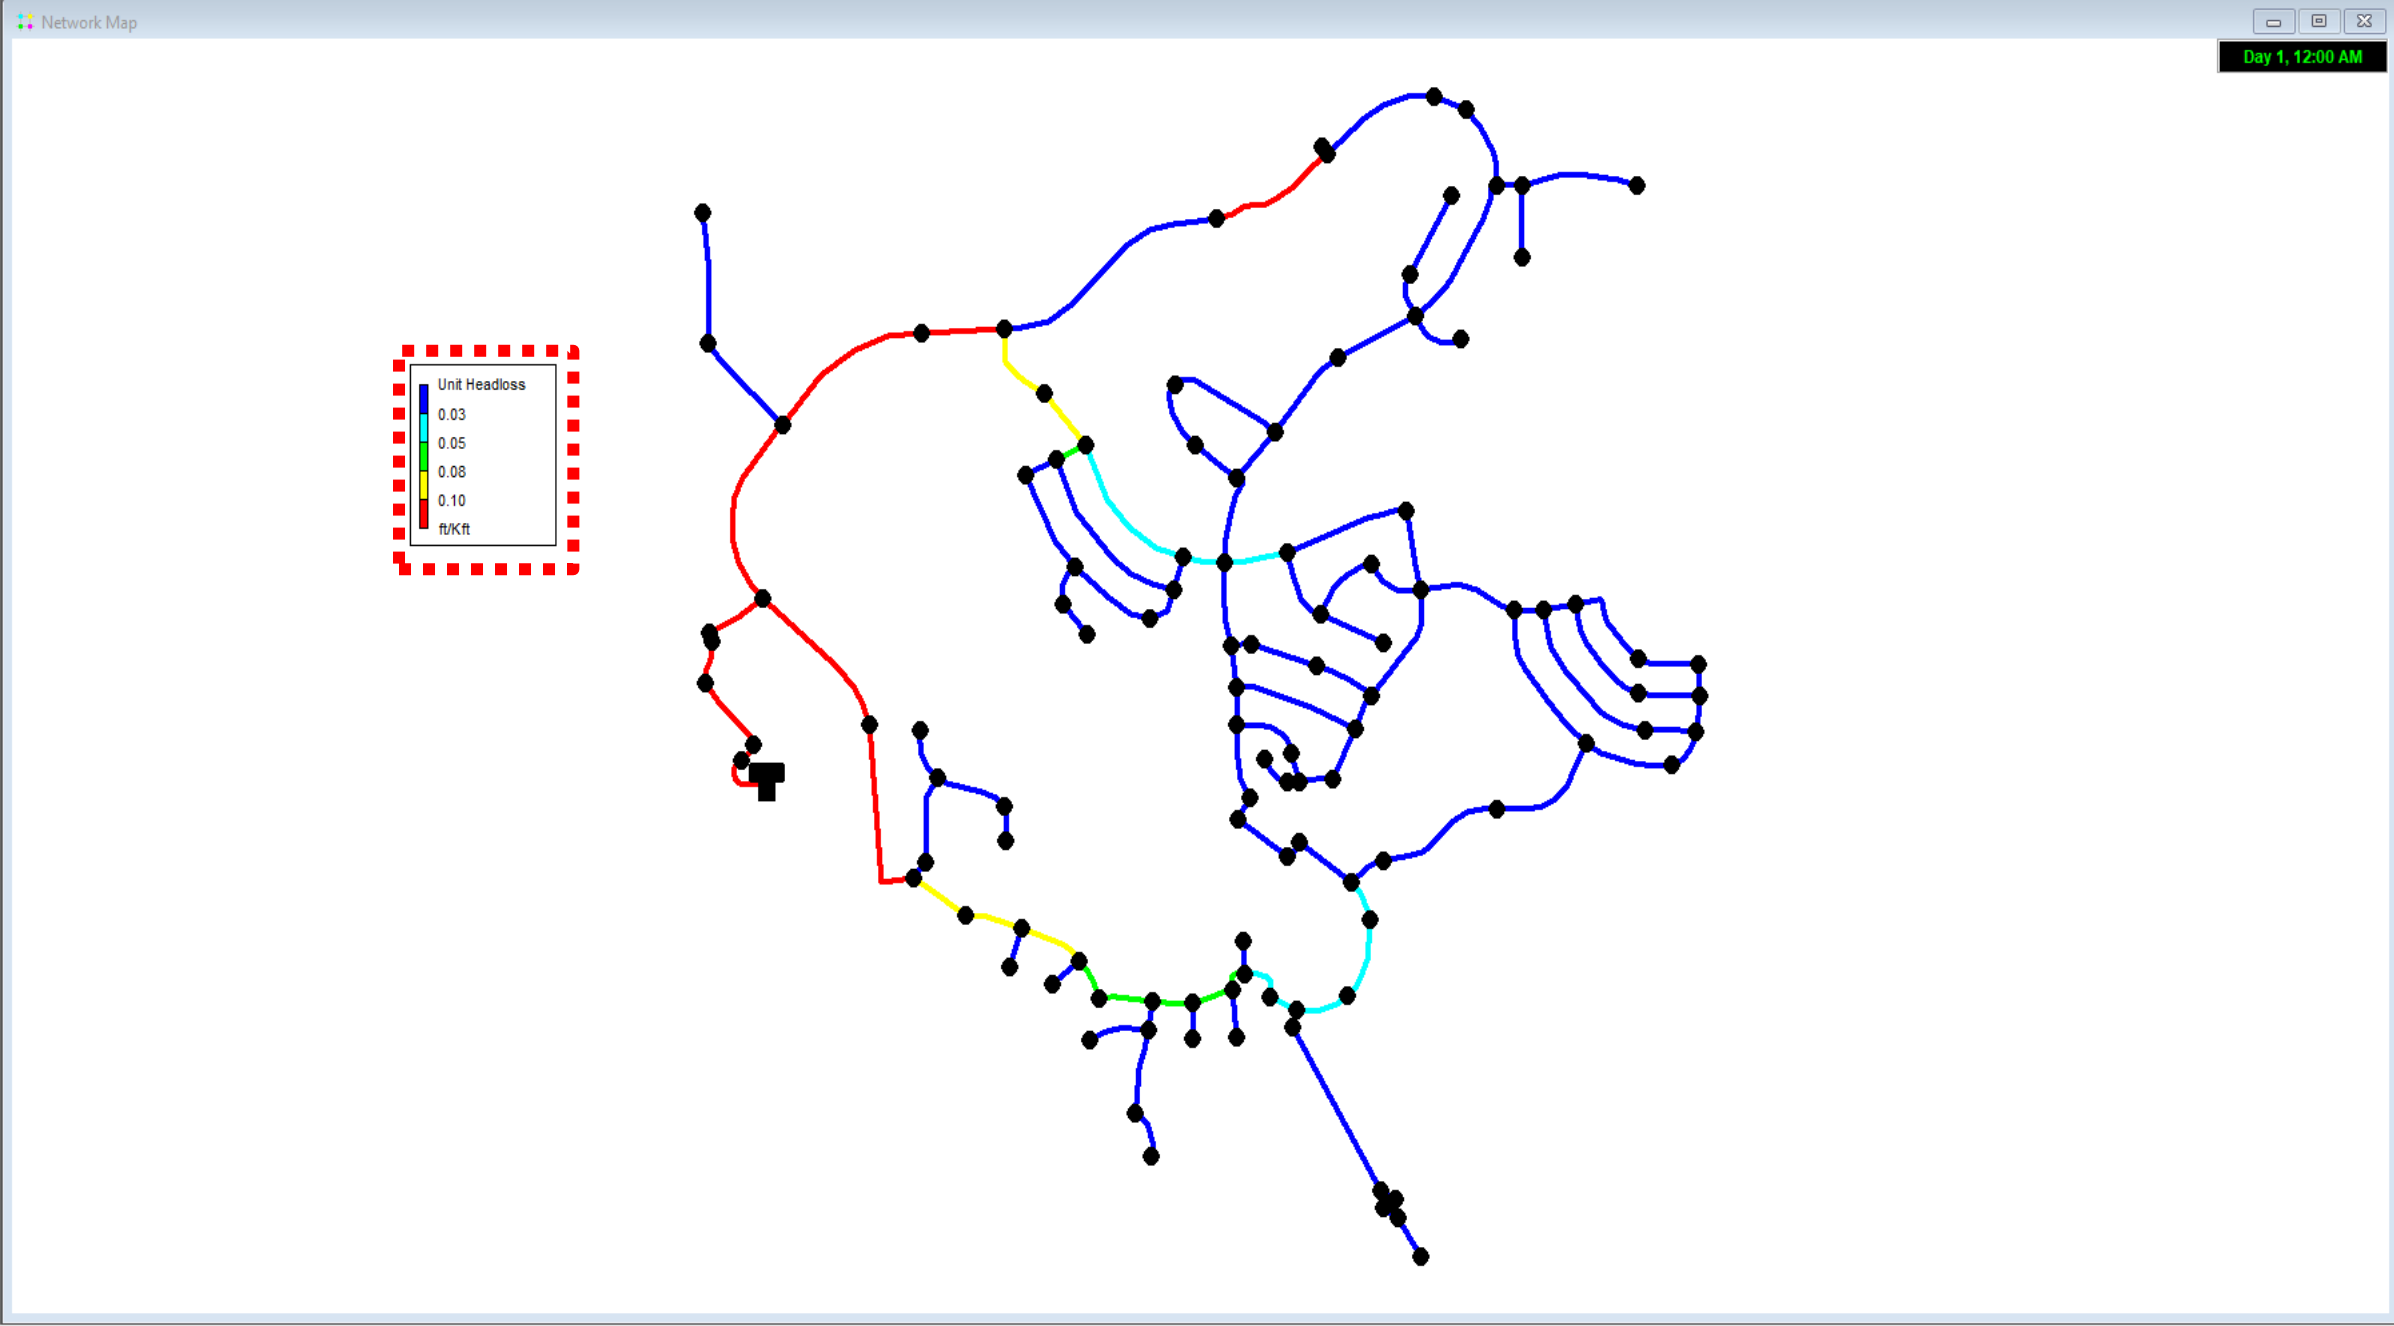 Network Map
Day 1, 12:00 AM
Unit Headloss
0.03
0.05
0.08
0.10
ft/Kft